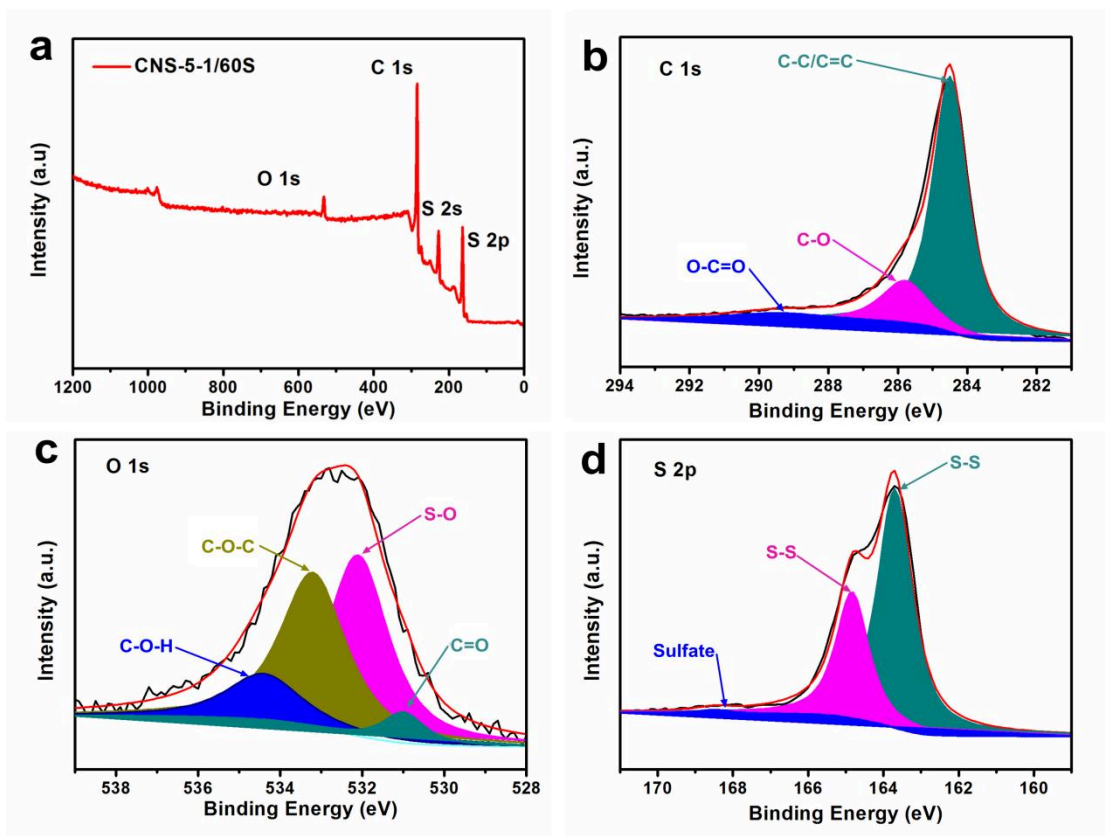 a
CNS-5-1/60S
C 1s
O 1s
S 2s
S 2p
Intensity (a.u)
1200 1000 800 600 400 200 0
Binding Energy (eV)
b
C 1s
C-C/C=C
C-O
O-C=O
Intensity (a.u.)
294 292 290 288 286 284 282
Binding Energy (eV)
c
O 1s
S-O
C-O-C
C-O-H
C=O
Intensity (a.u.)
538 536 534 532 530 528
Binding Energy (eV)
d
S 2p
S-S
S-S
Sulfate
Intensity (a.u.)
170 168 166 164 162 160
Binding Energy (eV)